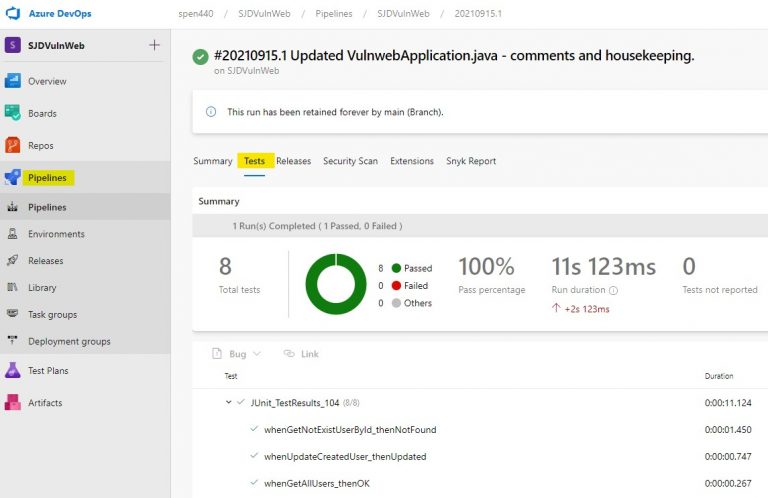 Azure DevOps spen440 / SJDVulnWeb / Pipelines / SJDVulnWeb / 20210915.1
S SJDVulnWeb +
Overview
Boards
Repos
Pipelines
Pipelines
Environments
Releases
Library
Task groups
Deployment groups
Test Plans
Artifacts
#20210915.1 Updated VulnwebApplication.java - comments and housekeeping.
on SJDVulnWeb
This run has been retained forever by main (Branch).
Summary Tests Releases Security Scan Extensions Snyk Report
Summary
1 Run(s) Completed ( 1 Passed, 0 Failed )
8
Total tests
8 Passed
0 Failed
0 Others
100%
Pass percentage
11s 123ms
Run duration
+2s 123ms
0
Tests not reported
Bug Link
Test Duration
JUnit_TestResults_104 (8/8) 0:00:11.124
whenGetNotExistUserById_thenNotFound 0:00:01.450
whenUpdateCreatedUser_thenUpdated 0:00:00.747
whenGetAllUsers_thenOK 0:00:00.267